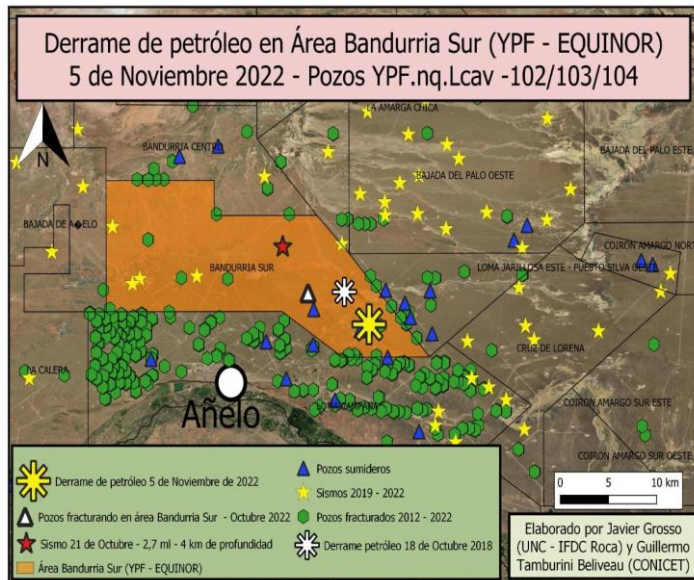 Derrame de petróleo en Área Bandurria Sur (YPF - EQUINOR)
5 de Noviembre 2022 - Pozos YPF.nq.Lcav -102/103/104
LA AMARGA CHICA
BANDURRIA CENTRO
BAJADA DEL PALO ESTE
BAJADA DEL PALO OESTE
N
BAJADA DE A�ELO
COIRON AMARGO NORT
BANDURRIA SUR
LOMA JARILLOSA ESTE - PUESTO SILVA OESTE
CRUZ DE LORENA
LA CALERA
COIRON AMARGO SUR ESTE
Añelo
LOMA CAMPANA
COIRON AMARGO SUR OESTE
Derrame de petróleo 5 de Noviembre de 2022
Pozos sumideros
Sismos 2019 - 2022
Pozos fracturando en área Bandurria Sur - Octubre 2022
Pozos fracturados 2012 - 2022
Sismo 21 de Octubre - 2,7 ml - 4 km de profundidad
Derrame petróleo 18 de Octubre 2018
Área Bandurria Sur (YPF - EQUINOR)
0 5 10 km
Elaborado por Javier Grosso
(UNC - IFDC Roca) y Guillermo
Tamburini Beliveau (CONICET)